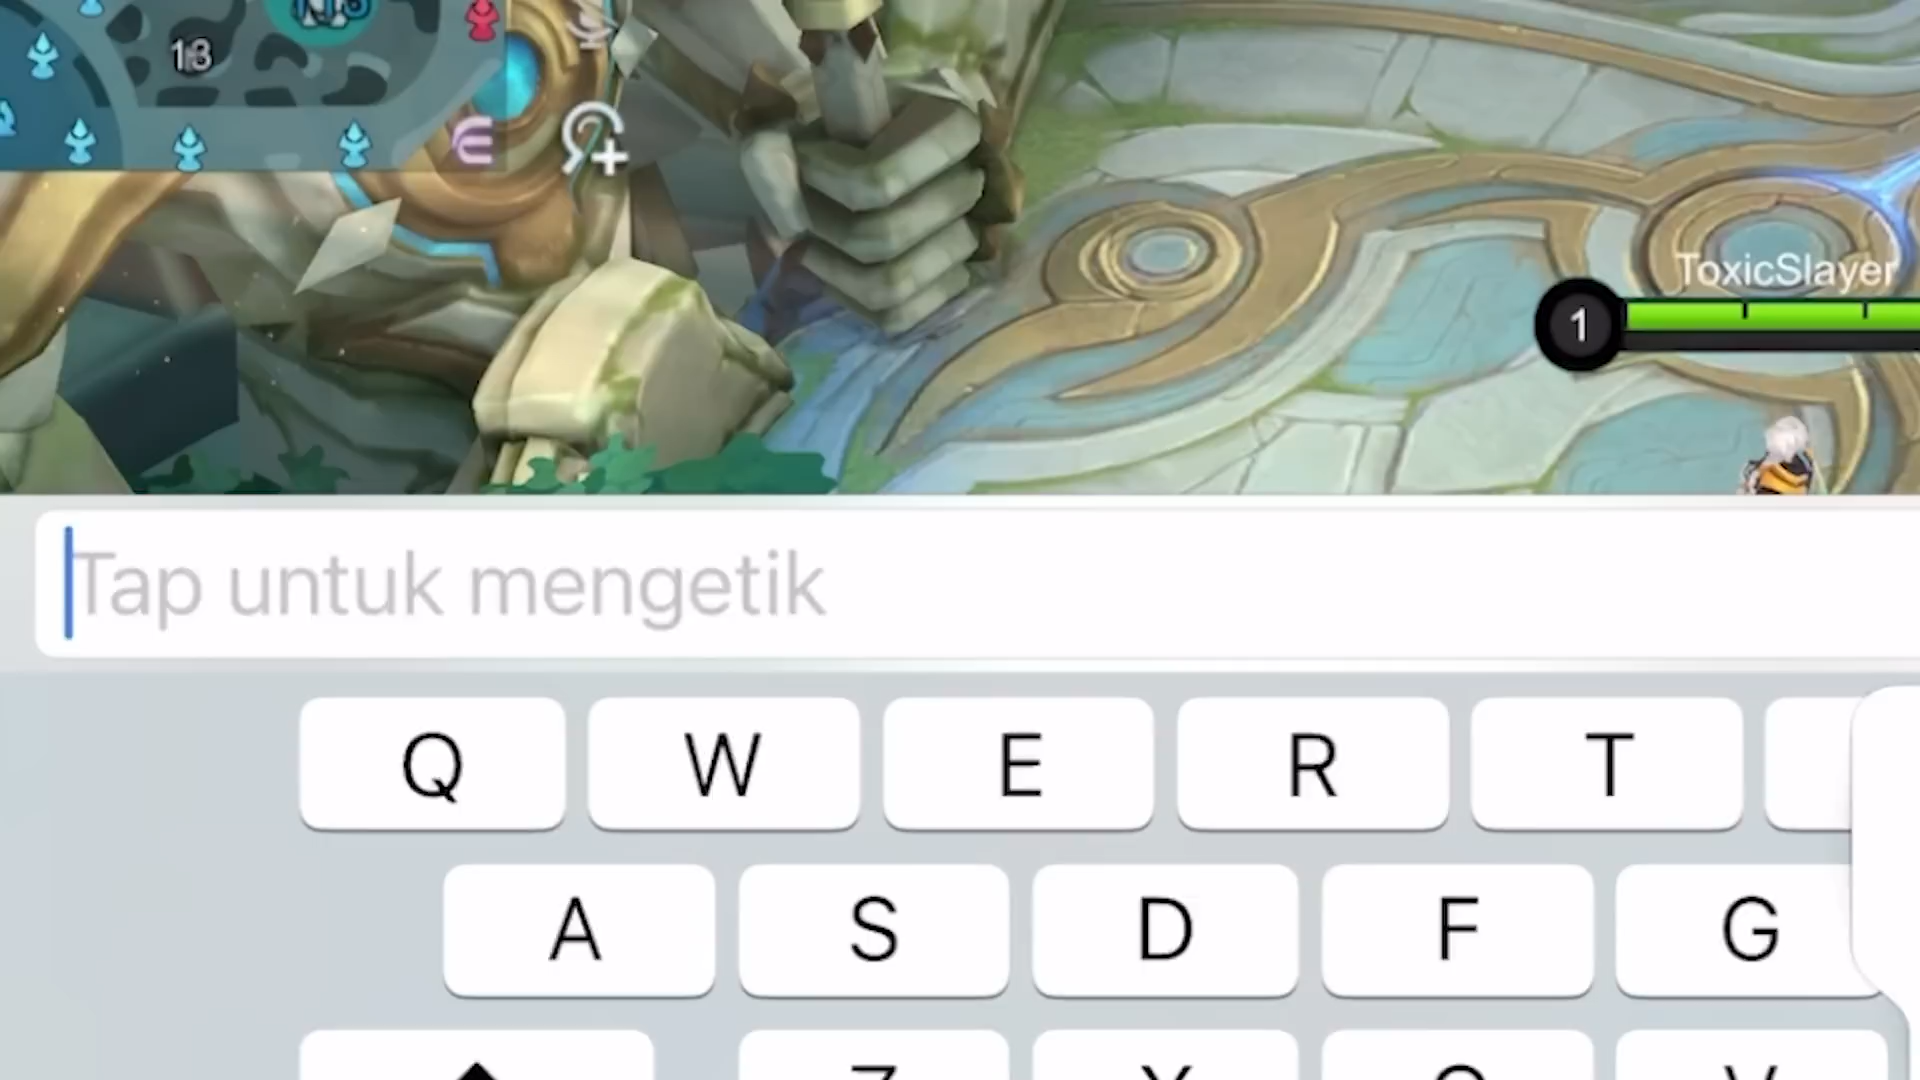 13
ToxicSlayer
1
Tap untuk mengetik
Q W E R T
A S D F G